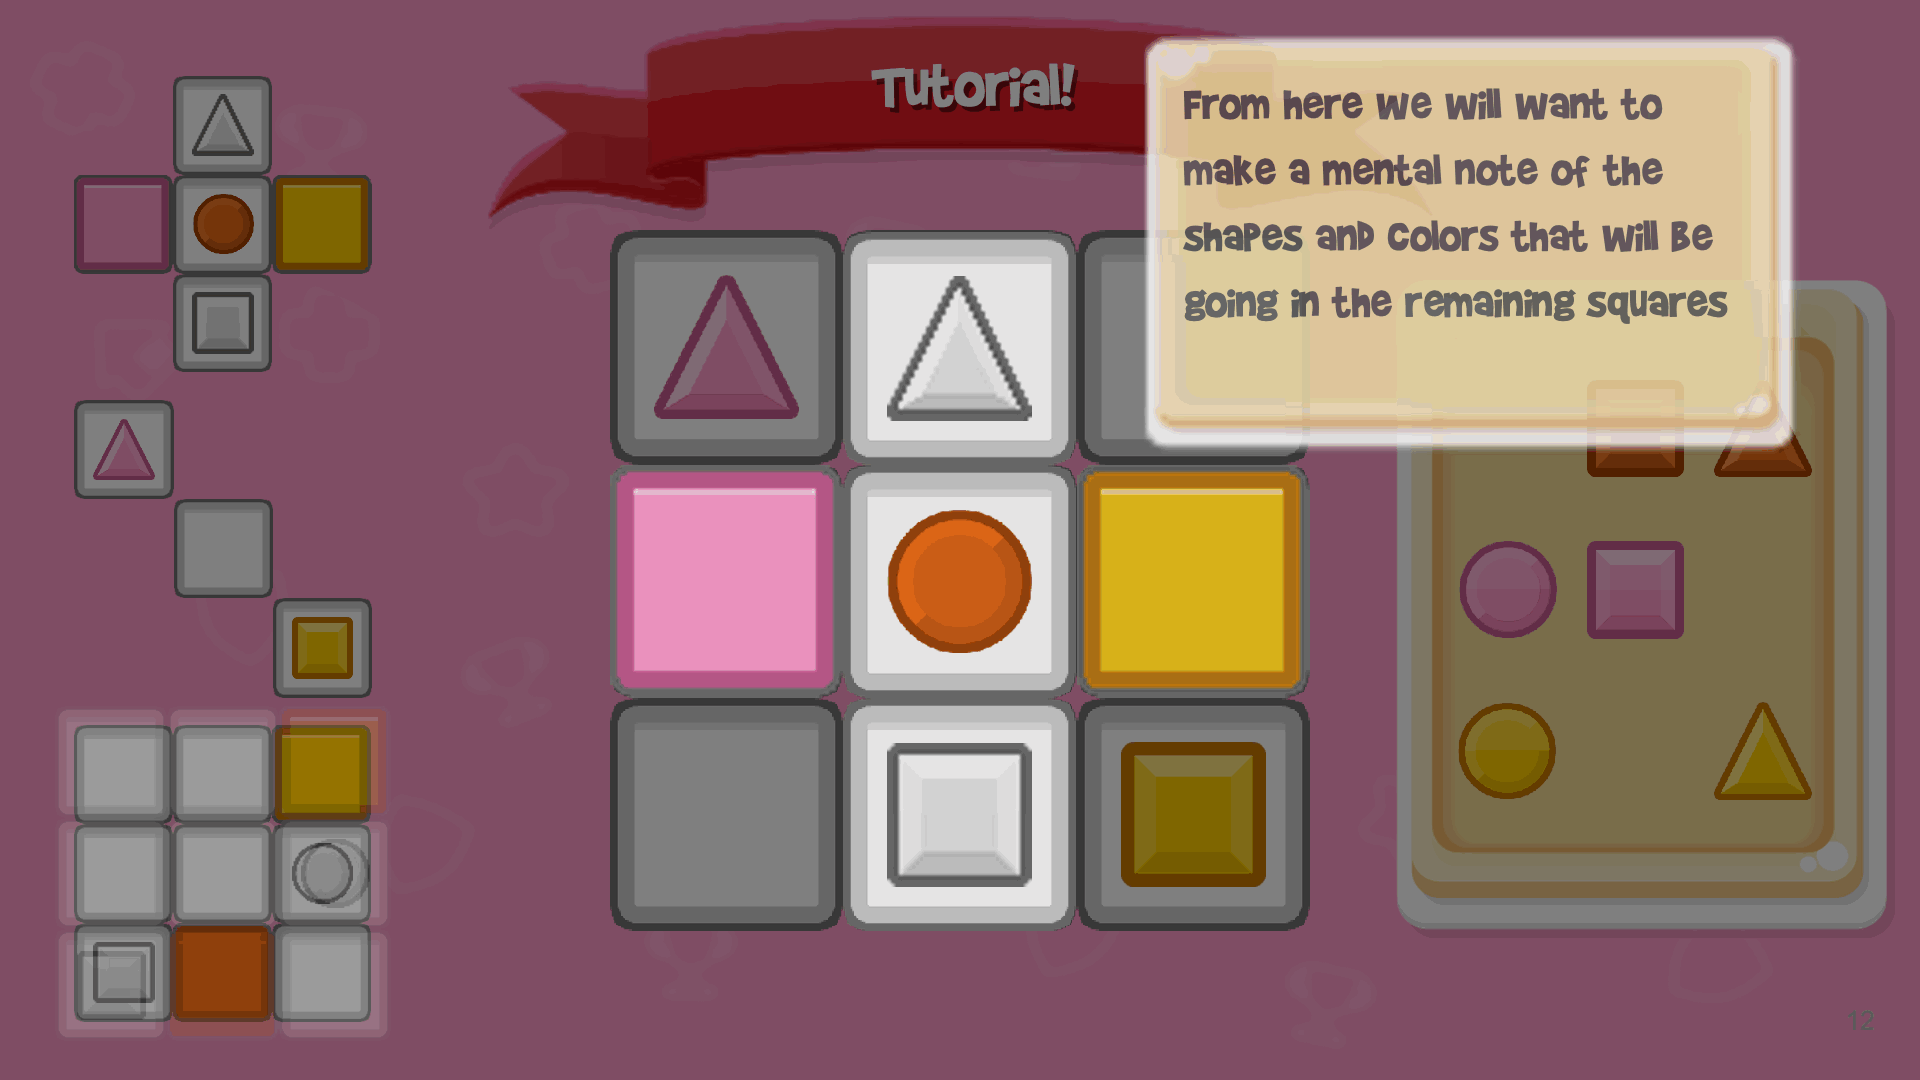 Tutorial!
From here we will want to
make a mental note of the
shapes and colors that will be
going in the remaining squares
12